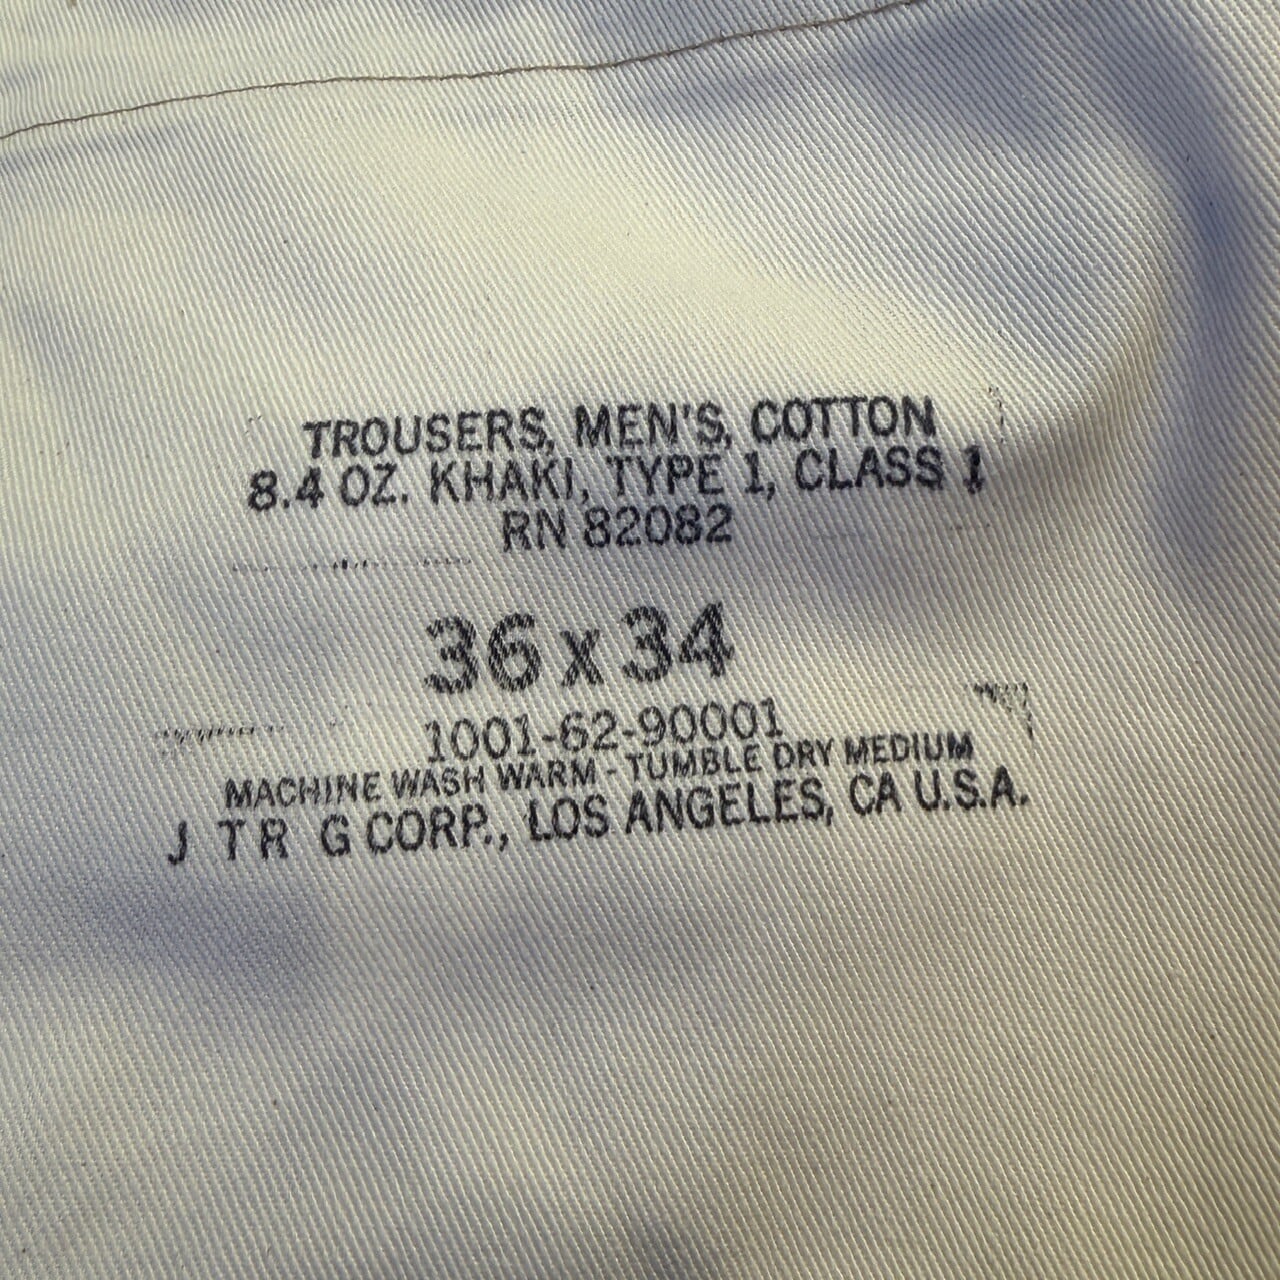 TROUSERS, MEN'S, COTTON
8.4 OZ. KHAKI, TYPE 1, CLASS 1
RN 82082
36 x 34
1001-62-90001
MACHINE WASH WARM - TUMBLE DRY MEDIUM
J T R G CORP., LOS ANGELES, CA U.S.A.